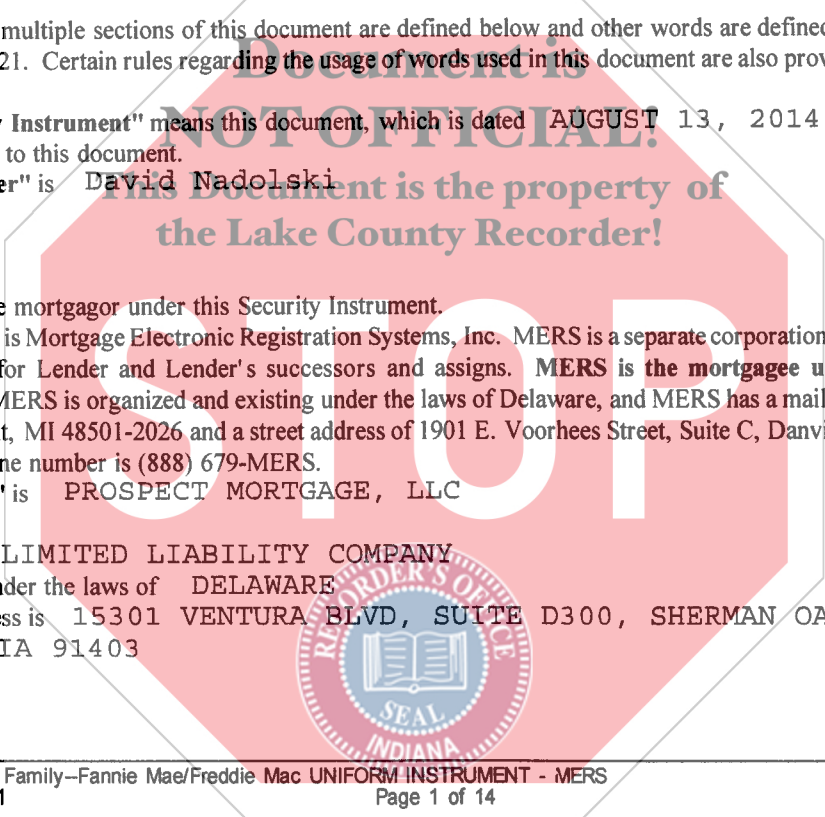 multiple sections of this document are defined below and other words are defined
21. Certain rules regarding the usage of words used in this document are also prov
Document is
Instrument" means this document, which is dated AUGUST 13, 2014
NOT OFFICIAL!
to this document.
er" is David Nadolski
This Document is the property of
the Lake County Recorder!
e mortgagor under this Security Instrument.
is Mortgage Electronic Registration Systems, Inc. MERS is a separate corporation
for Lender and Lender's successors and assigns. MERS is the mortgagee u
MERS is organized and existing under the laws of Delaware, and MERS has a mail
t, MI 48501-2026 and a street address of 1901 E. Voorhees Street, Suite C, Danvi
ne number is (888) 679-MERS.
STOP
" is PROSPECT MORTGAGE, LLC
LIMITED LIABILITY COMPANY
nder the laws of DELAWARE
ss is 15301 VENTURA BLVD, SUITE D300, SHERMAN OA
IA 91403
RECORDER'S OFFICE
SEAL
INDIANA
Family–Fannie Mae/Freddie Mac UNIFORM INSTRUMENT - MERS
1
Page 1 of 14